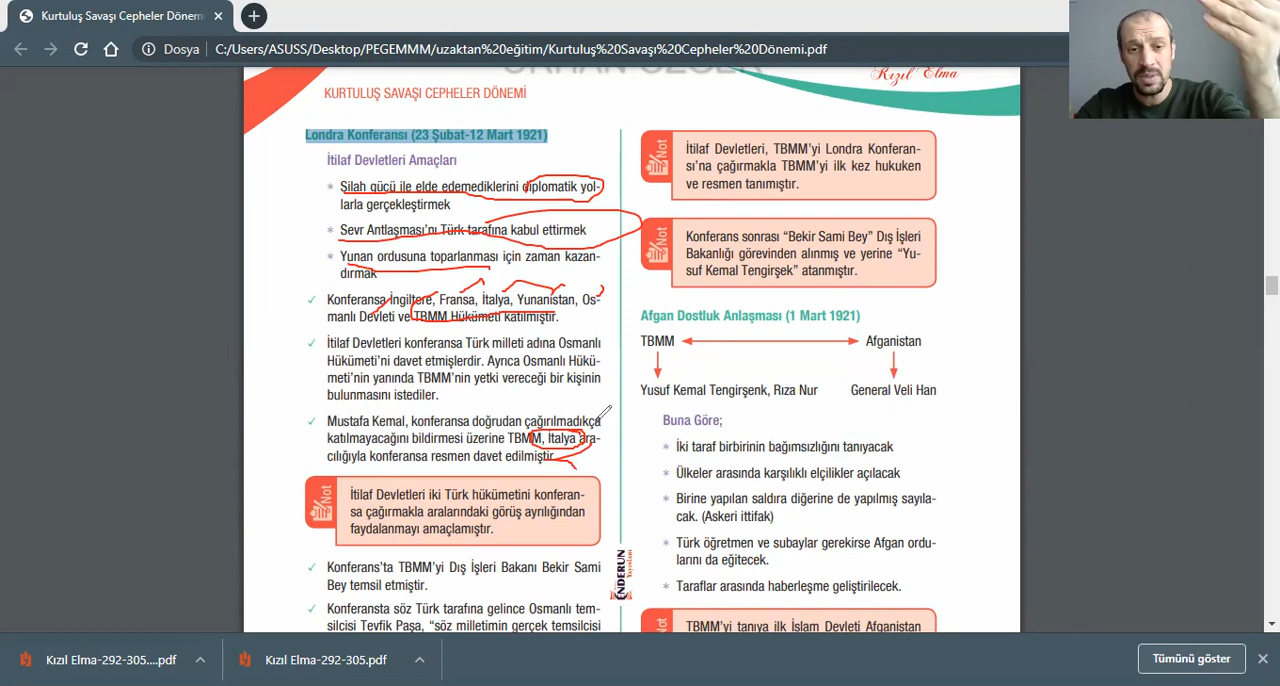 Kurtuluş Savaşı Cepheler Dönemi
Dosya
C:/Users/ASUSS/Desktop/PEGEMMM/uzaktan%20eğitim/Kurtuluş%20Savaşı%20Cepheler%20Dönemi.pdf
Kızıl Elma
KURTULUŞ SAVAŞI CEPHELER DÖNEMİ
Londra Konferansı (23 Şubat-12 Mart 1921)
İtilaf Devletleri Amaçları
* Silah gücü ile elde edemediklerini diplomatik yol-
larla gerçekleştirmek
* Sevr Antlaşması'nı Türk tarafına kabul ettirmek
* Yunan ordusuna toparlanması için zaman kazan-
dırmak
✓ Konferansa İngiltere, Fransa, İtalya, Yunanistan, Os-
manlı Devleti ve TBMM Hükümeti katılmıştır.
✓ İtilaf Devletleri konferansa Türk milleti adına Osmanlı
Hükümeti'ni davet etmişlerdir. Ayrıca Osmanlı Hükü-
meti'nin yanında TBMM'nin yetki vereceği bir kişinin
bulunmasını istediler.
✓ Mustafa Kemal, konferansa doğrudan çağırılmadıkça
katılmayacağını bildirmesi üzerine TBMM, İtalya ara-
cılığıyla konferansa resmen davet edilmiştir.
Not
İtilaf Devletleri iki Türk hükümetini konferan-
sa çağırmakla aralarındaki görüş ayrılığından
faydalanmayı amaçlamıştır.
✓ Konferans'ta TBMM'yi Dış İşleri Bakanı Bekir Sami
Bey temsil etmiştir.
✓ Konferansta söz Türk tarafına gelince Osmanlı tem-
silcisi Tevfik Paşa, "söz milletimin gerçek temsilcisi
ENDERUN
Yayınları
Not
İtilaf Devletleri, TBMM'yi Londra Konferan-
sı'na çağırmakla TBMM'yi ilk kez hukuken
ve resmen tanımıştır.
Not
Konferans sonrası "Bekir Sami Bey" Dış İşleri
Bakanlığı görevinden alınmış ve yerine "Yu-
suf Kemal Tengirşek" atanmıştır.
Afgan Dostluk Anlaşması (1 Mart 1921)
TBMM Afganistan
Yusuf Kemal Tengirşenk, Rıza Nur General Veli Han
Buna Göre;
* İki taraf birbirinin bağımsızlığını tanıyacak
* Ülkeler arasında karşılıklı elçilikler açılacak
* Birine yapılan saldıra diğerine de yapılmış sayıla-
cak. (Askeri ittifak)
* Türk öğretmen ve subaylar gerekirse Afgan ordu-
larını da eğitecek.
* Taraflar arasında haberleşme geliştirilecek.
Not
TBMM'yi tanıya ilk İslam Devleti Afganistan
Kızıl Elma-292-305....pdf
Kızıl Elma-292-305.pdf
Tümünü göster